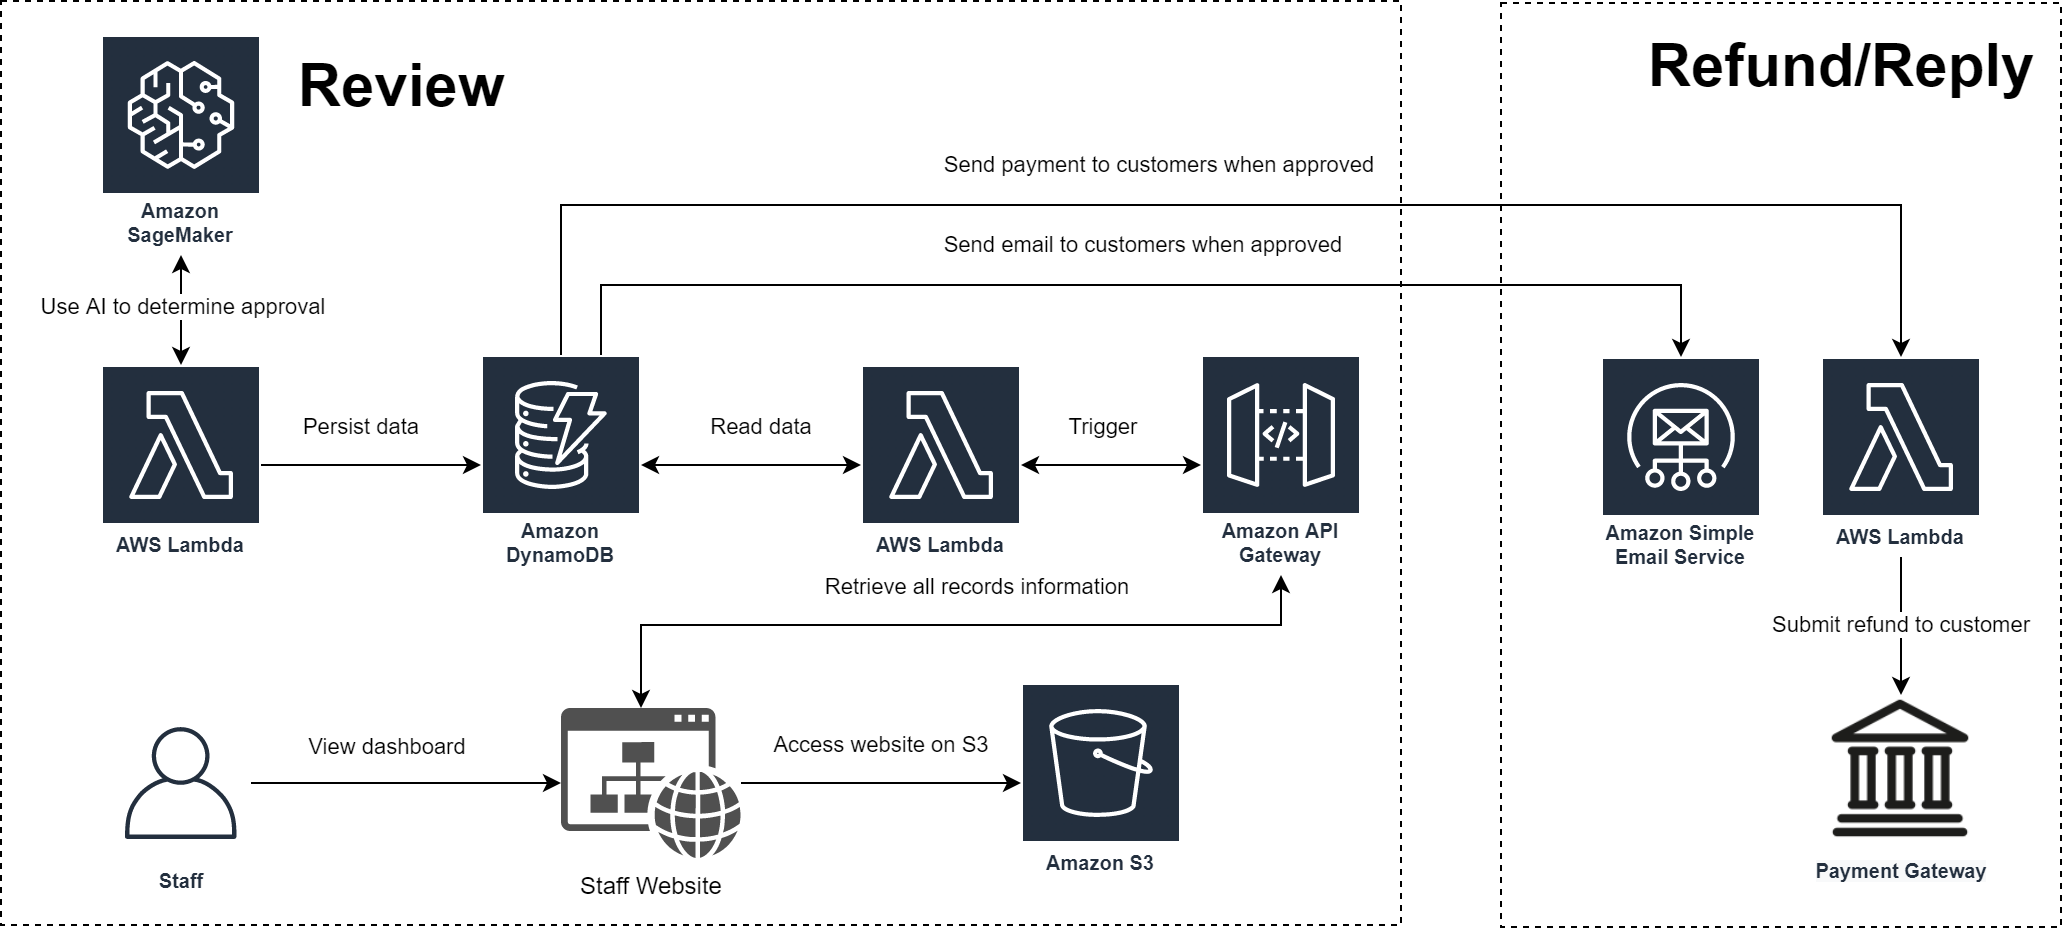 Review
Refund/Reply
Amazon
SageMaker
Send payment to customers when approved
Send email to customers when approved
Use AI to determine approval
Persist data
Read data
Trigger
AWS Lambda
Amazon
DynamoDB
AWS Lambda
Amazon API
Gateway
Amazon Simple
Email Service
AWS Lambda
Retrieve all records information
Submit refund to customer
View dashboard
Access website on S3
Staff
Staff Website
Amazon S3
Payment Gateway